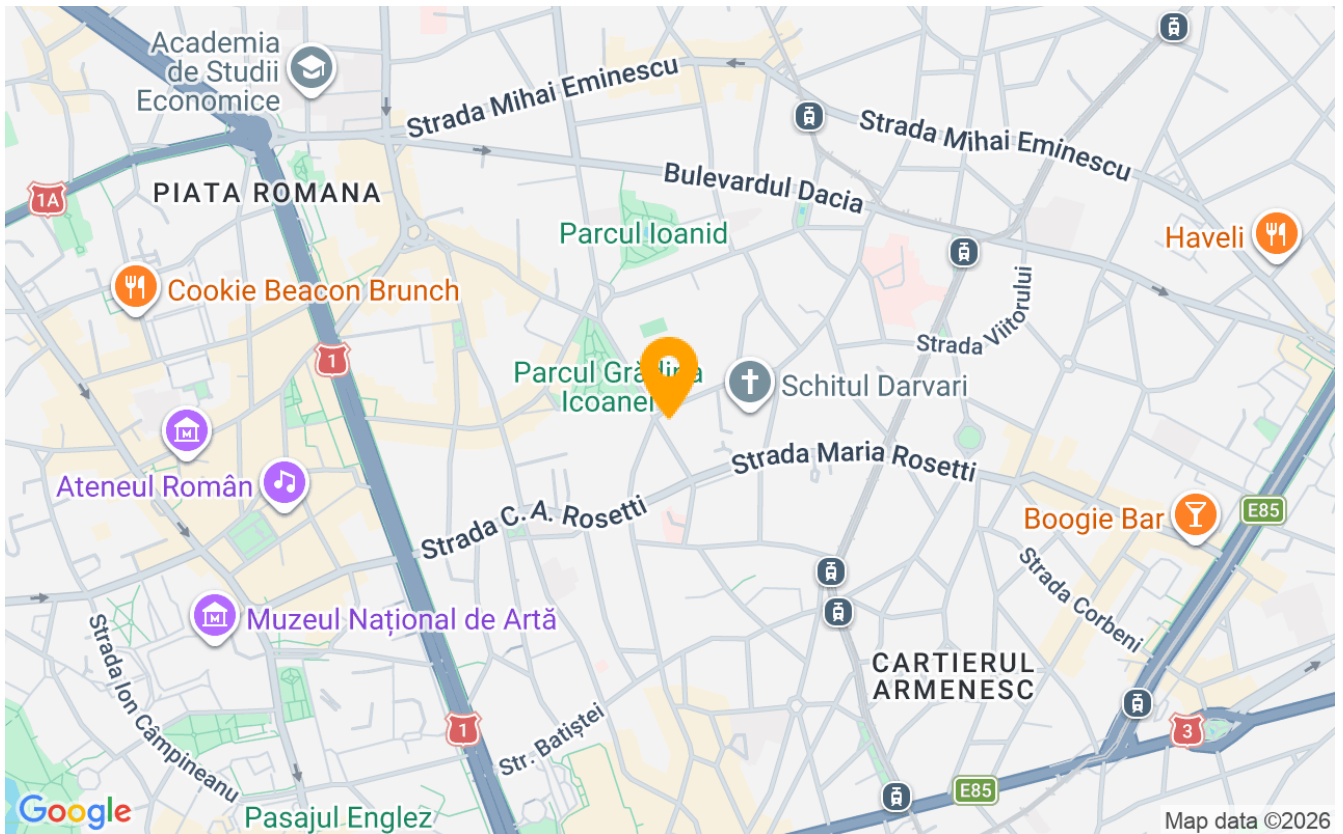 Academia
de Studii
Economice
Strada Mihai Eminescu
Strada Mihai Eminescu
1A
PIATA ROMANA
Bulevardul Dacia
Parcul Ioanid
Haveli
Cookie Beacon Brunch
Strada Viitorului
1
Parcul Grădina
Icoanei
Schitul Darvari
Strada Maria Rosetti
Ateneul Român
M
Strada C. A. Rosetti
Boogie Bar
E85
Strada Corbeni
M
Muzeul Național de Artă
Strada Ion Câmpineanu
CARTIERUL
ARMENESC
1
Str. Batiștei
3
E85
Google
Pasajul Englez
Map data ©2026